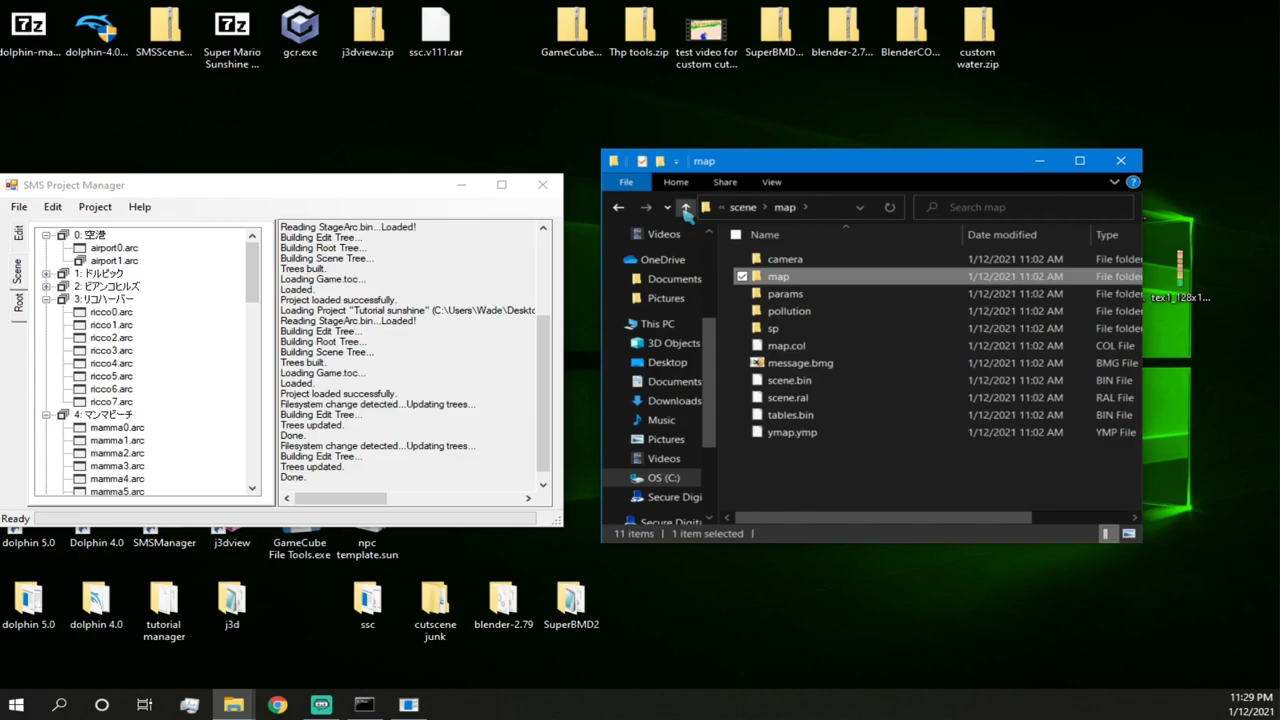 dolphin-ma...
dolphin-4.0...
SMSScene...
Super Mario
Sunshine ...
gcr.exe
j3dview.zip
ssc.v111.rar
GameCube...
Thp tools.zip
test video for
custom cut...
SuperBMD...
blender-2.7...
BlenderCO...
custom
water.zip
SMS Project Manager
File Edit Project Help
Edit
Scene
Root
0: 空港
airport0.arc
airport1.arc
1: ドルピック
2: ビアンコヒルズ
3: リコハーバー
ricco0.arc
ricco1.arc
ricco2.arc
ricco3.arc
ricco4.arc
ricco5.arc
ricco6.arc
ricco7.arc
4: マンマビーチ
mamma0.arc
mamma1.arc
mamma2.arc
mamma3.arc
mamma4.arc
mamma5.arc
Reading StageArc.bin...Loaded!
Building Edit Tree...
Building Root Tree...
Building Scene Tree...
Trees built.
Loading Game.toc...
Loaded.
Project loaded successfully.
Loading Project "Tutorial sunshine" (C:\Users\Wade\Deskto
Reading StageArc.bin...Loaded!
Building Edit Tree...
Building Root Tree...
Building Scene Tree...
Trees built.
Loading Game.toc...
Loaded.
Project loaded successfully.
Filesystem change detected...Updating trees...
Building Edit Tree...
Trees updated.
Done.
Filesystem change detected...Updating trees...
Building Edit Tree...
Trees updated.
Done.
Ready
map
File Home Share View
« scene > map >
Search map
Videos
OneDrive
Documents
Pictures
This PC
3D Objects
Desktop
Documents
Downloads
Music
Pictures
Videos
OS (C:)
Secure Digi
Secure Digit
Name Date modified Type
camera 1/12/2021 11:02 AM File folder
map 1/12/2021 11:02 AM File folder
params 1/12/2021 11:02 AM File folder
pollution 1/12/2021 11:02 AM File folder
sp 1/12/2021 11:02 AM File folder
map.col 1/12/2021 11:02 AM COL File
message.bmg 1/12/2021 11:02 AM BMG File
scene.bin 1/12/2021 11:02 AM BIN File
scene.ral 1/12/2021 11:02 AM RAL File
tables.bin 1/12/2021 11:02 AM BIN File
ymap.ymp 1/12/2021 11:02 AM YMP File
11 items 1 item selected
tex1_128x1...
dolphin 5.0
Dolphin 4.0
SMSManager
j3dview
GameCube
File Tools.exe
npc
template.sun
dolphin 5.0
dolphin 4.0
tutorial
manager
j3d
ssc
cutscene
junk
blender-2.79
SuperBMD2
11:29 PM
1/12/2021